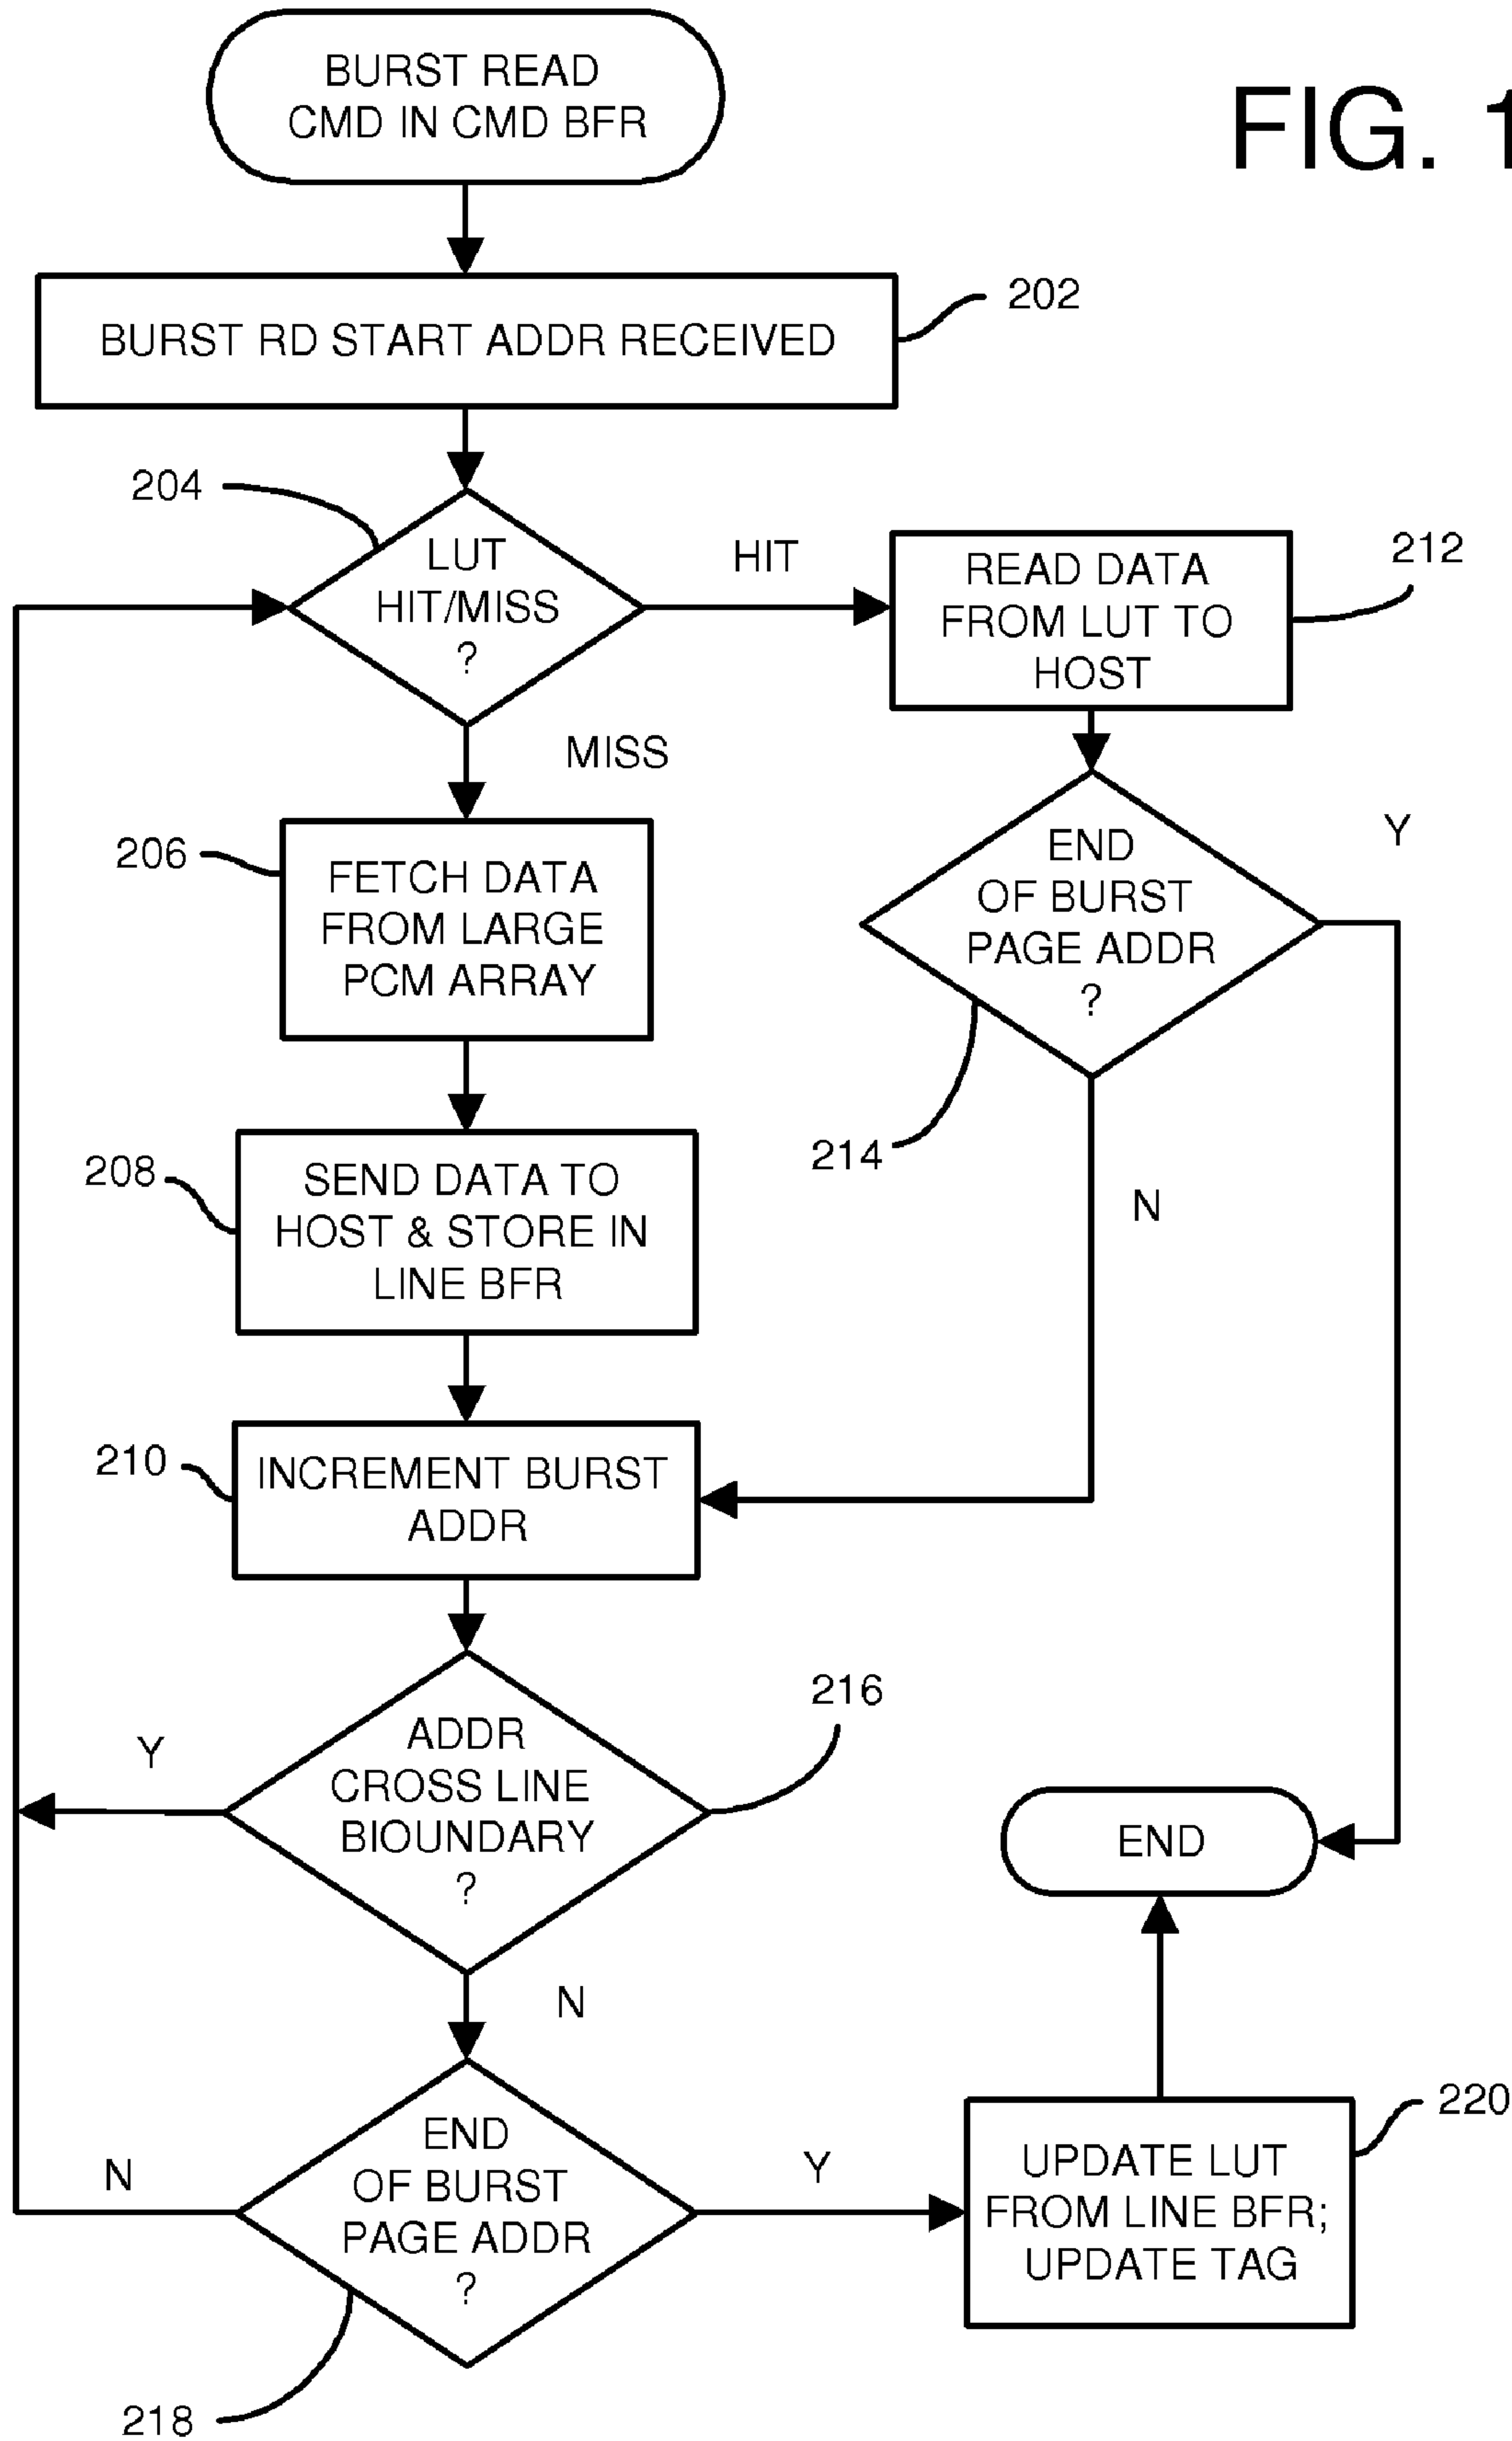 BURST READ
CMD IN CMD BFR
FIG. 1
BURST RD START ADDR RECEIVED
202
204
LUT
HIT/MISS
?
HIT
READ DATA
FROM LUT TO
HOST
212
MISS
206
FETCH DATA
FROM LARGE
PCM ARRAY
END
OF BURST
PAGE ADDR
?
Y
214
N
208
SEND DATA TO
HOST & STORE IN
LINE BFR
210
INCREMENT BURST
ADDR
216
ADDR
CROSS LINE
BIOUNDARY
?
Y
N
END
218
END
OF BURST
PAGE ADDR
?
N
Y
220
UPDATE LUT
FROM LINE BFR;
UPDATE TAG